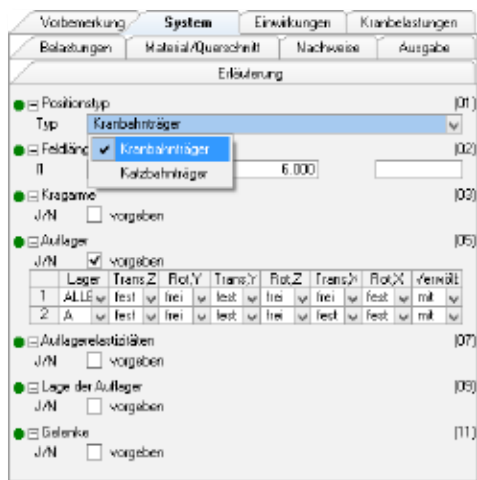 Vorbemerkung System Einwirkungen Kranbelastungen
Belastungen Material/Querschnitt Nachweise Ausgabe
Erläuterung
Positionstyp [01]
Typ Kranbahnträger
Kranbahnträger
Katzbahnträger
Feldläng [02]
l1 6.000
Kragarme [03]
J/N vorgeben
Auflager [05]
J/N vorgeben
Lager Trans,Z Rot,Y Trans,Y Rot,Z Trans,X Rot,X Verwölb
1 ALLE fest frei fest frei frei fest mit
2 A fest frei fest frei fest fest mit
Auflagerelastizitäten [07]
J/N vorgeben
Lage der Auflager [09]
J/N vorgeben
Gelenke [11]
J/N vorgeben